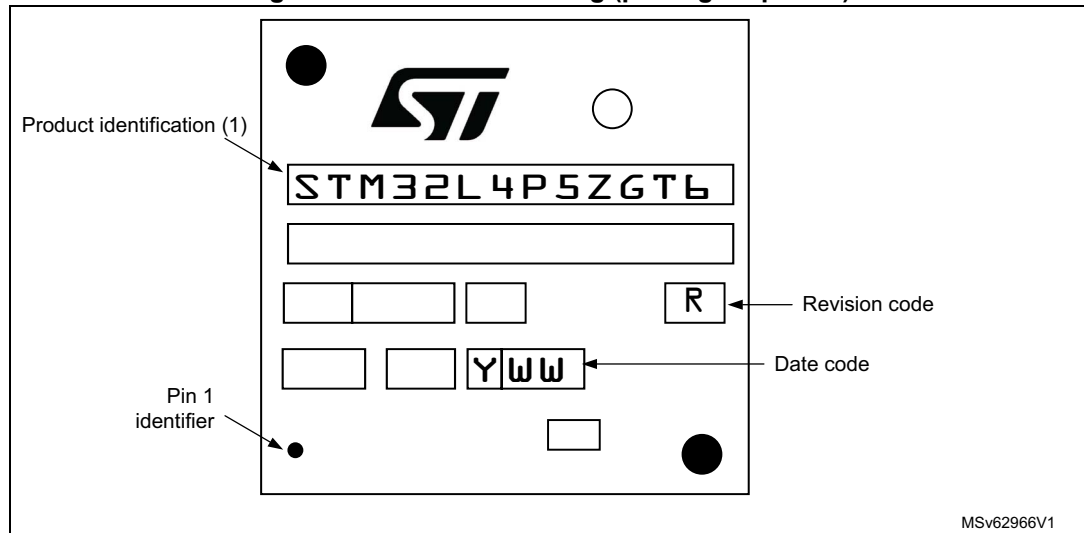 ST
Product identification (1)
STM32L4P5ZGT6
R
Revision code
Y WW
Date code
Pin 1
identifier
MSv62966V1